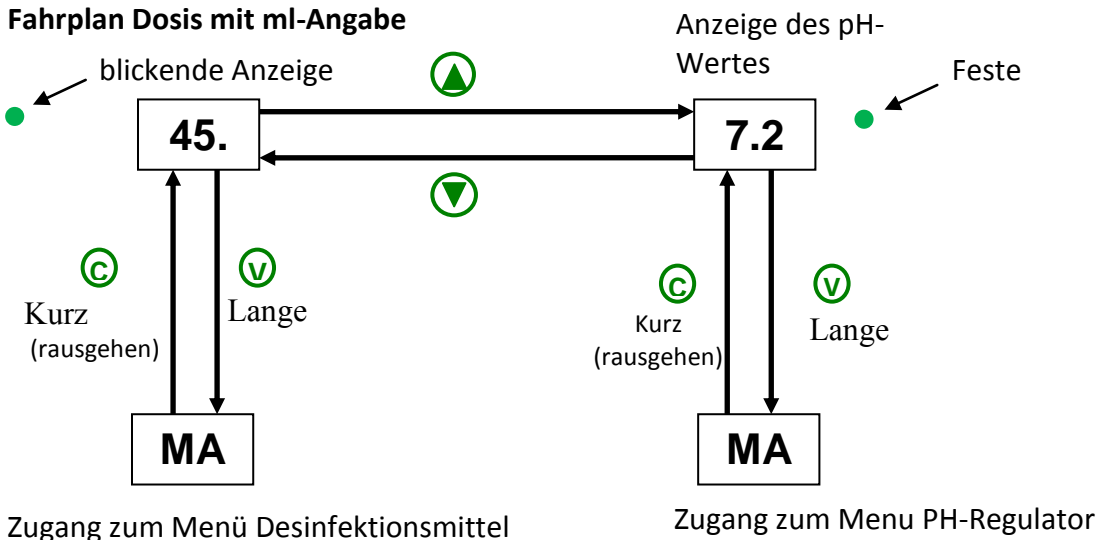 Fahrplan Dosis mit ml-Angabe
Anzeige des pH-
Wertes
blickende Anzeige
Feste
45.
7.2
C
V
Kurz
(rausgehen)
Lange
C
V
Kurz
(rausgehen)
Lange
MA
MA
Zugang zum Menü Desinfektionsmittel
Zugang zum Menu PH-Regulator